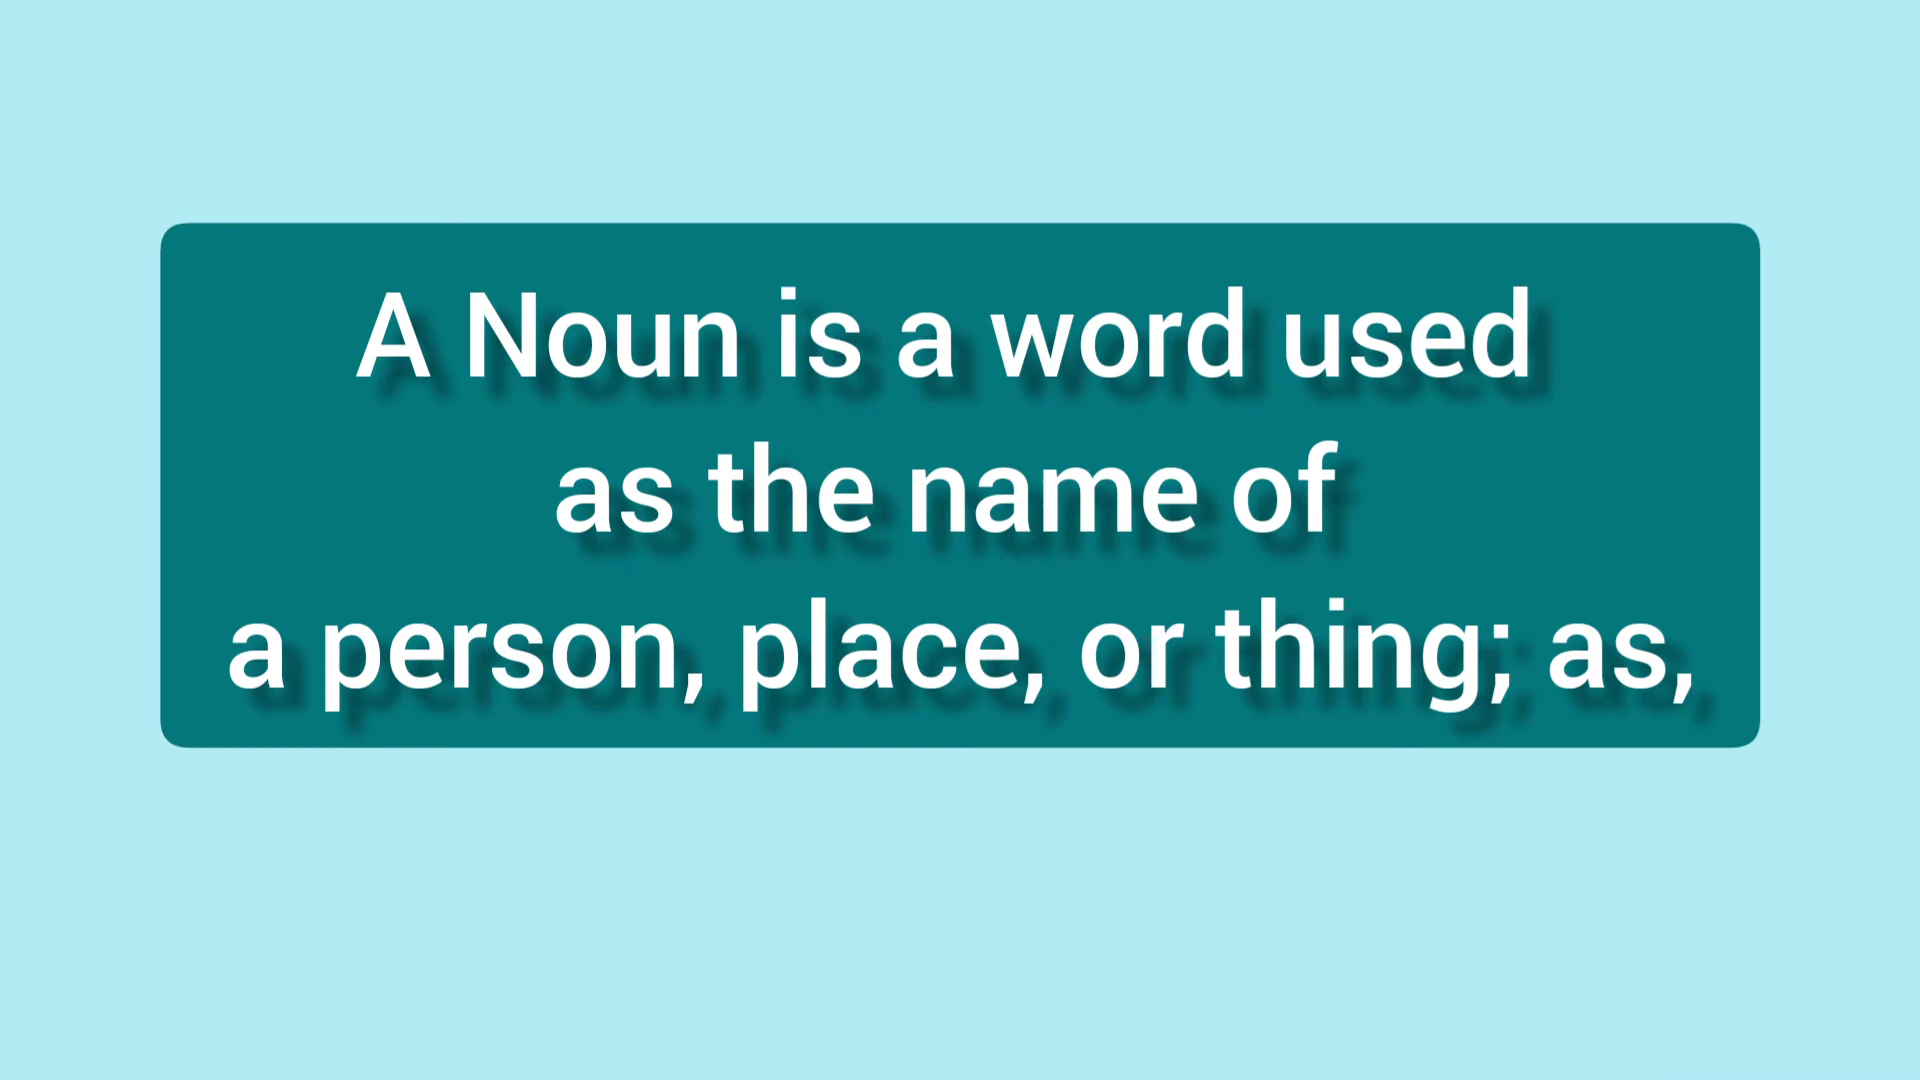 A Noun is a word used
as the name of
a person, place, or thing; as,